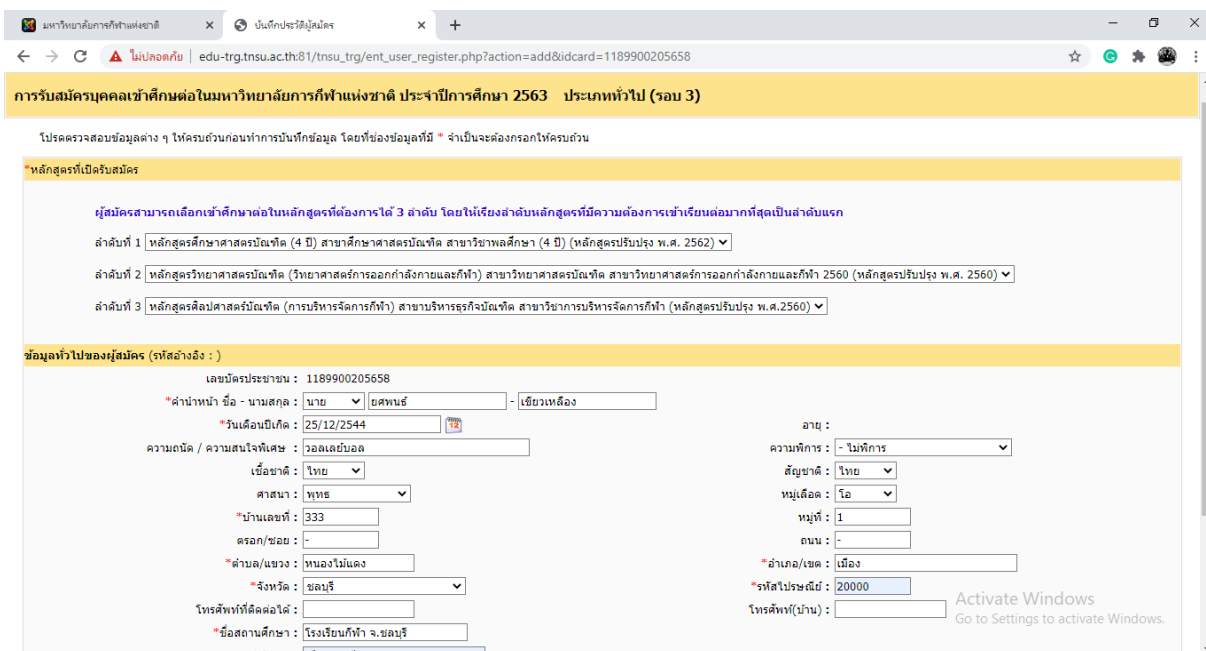 มหาวิทยาลัยการกีฬาแห่งชาติ
บันทึกประวัติผู้สมัคร
ไม่ปลอดภัย | edu-trg.tnsu.ac.th:81/tnsu_trg/ent_user_register.php?action=add&idcard=1189900205658
การรับสมัครบุคคลเข้าศึกษต่อในมหาวิทยาลัยการกีฬาแห่งชาติ ประจำปีการศึกษา 2563 ประเภททั่วไป (รอบ 3)
โปรดตรวจสอบข้อมูลต่าง ๆ ให้ครบถ้วนก่อนทำการบันทึกข้อมูล โดยที่ช่องข้อมูลที่มี * จำเป็นจะต้องกรอกให้ครบถ้วน
*หลักสูตรที่เปิดรับสมัคร
ผู้สมัครสามารถเลือกเข้าศึกษาต่อในหลักสูตรที่ต้องการได้ 3 ลำดับ โดยให้เรียงลำดับหลักสูตรที่มีความต้องการเข้าเรียนต่อมากที่สุดเป็นลำดับแรก
ลำดับที่ 1 หลักสูตรศึกษาศาสตรบัณฑิต (4 ปี) สาขาศึกษาศาสตรบัณฑิต สาขาวิชาพลศึกษา (4 ปี) (หลักสูตรปรับปรุง พ.ศ. 2562)
ลำดับที่ 2 หลักสูตรวิทยาศาสตรบัณฑิต (วิทยาศาสตร์การออกกำลังกายและกีฬา) สาขาวิทยาศาสตรบัณฑิต สาขาวิทยาศาสตร์การออกกำลังกายและกีฬา 2560 (หลักสูตรปรับปรุง พ.ศ. 2560)
ลำดับที่ 3 หลักสูตรศิลปศาสตร์บัณฑิต (การบริหารจัดการกีฬา) สาขาบริหารธุรกิจบัณฑิต สาขาวิชาการบริหารจัดการกีฬา (หลักสูตรปรับปรุง พ.ศ.2560)
ข้อมูลทั่วไปของผู้สมัคร (รหัสอ้างอิง : )
เลขบัตรประชาชน : 1189900205658
*คำนำหน้า ชื่อ - นามสกุล : นาย ยศพนธ์ - เขียวเหลือง
*วันเดือนปีเกิด : 25/12/2544 12 อายุ :
ความถนัด / ความสนใจพิเศษ : วอลเลย์บอล ความพิการ : - ไม่พิการ
เชื้อชาติ : ไทย สัญชาติ : ไทย
ศาสนา : พุทธ หมู่เลือด : โอ
*บ้านเลขที่ : 333 หมู่ที่ : 1
ตรอก/ซอย : - ถนน : -
*ตำบล/แขวง : หนองไม้แดง *อำเภอ/เขต : เมือง
*จังหวัด : ชลบุรี *รหัสไปรษณีย์ : 20000
โทรศัพท์ที่ติดต่อได้ : โทรศัพท์(บ้าน) :
Activate Windows
Go to Settings to activate Windows.
*ชื่อสถานศึกษา : โรงเรียนกีฬา จ.ชลบุรี